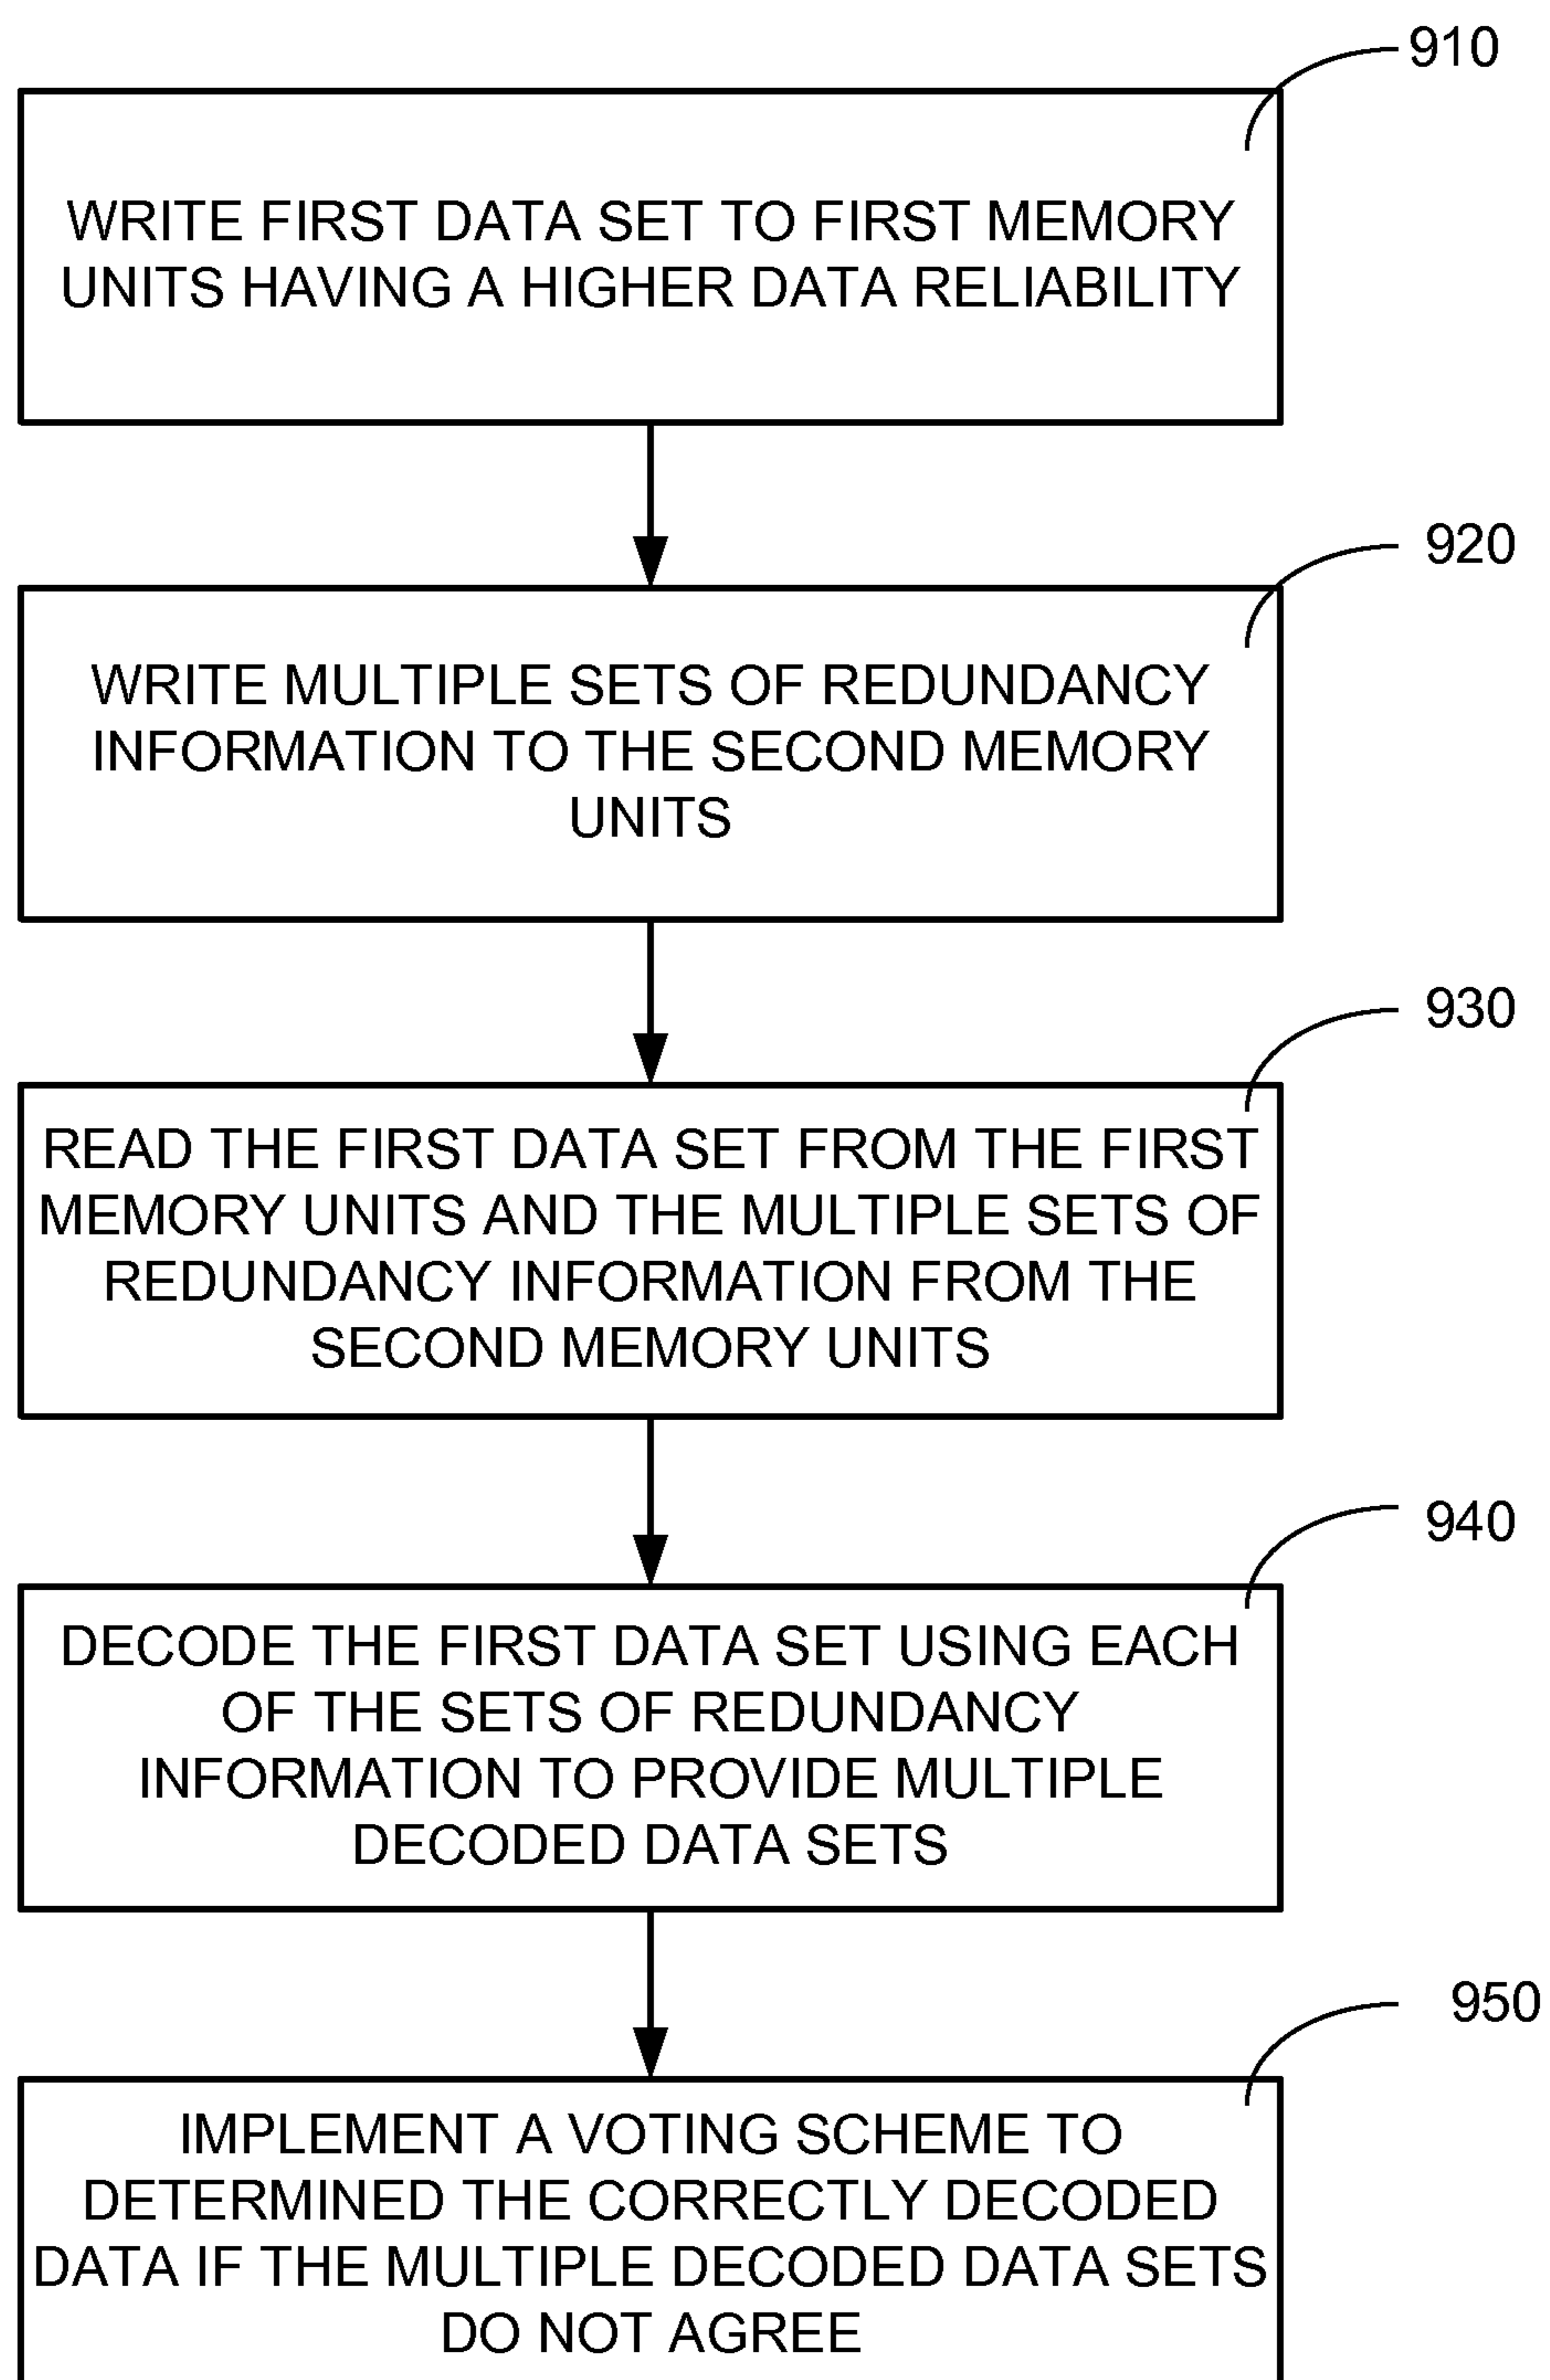 910
WRITE FIRST DATA SET TO FIRST MEMORY
UNITS HAVING A HIGHER DATA RELIABILITY
920
WRITE MULTIPLE SETS OF REDUNDANCY
INFORMATION TO THE SECOND MEMORY
UNITS
930
READ THE FIRST DATA SET FROM THE FIRST
MEMORY UNITS AND THE MULTIPLE SETS OF
REDUNDANCY INFORMATION FROM THE
SECOND MEMORY UNITS
940
DECODE THE FIRST DATA SET USING EACH
OF THE SETS OF REDUNDANCY
INFORMATION TO PROVIDE MULTIPLE
DECODED DATA SETS
950
IMPLEMENT A VOTING SCHEME TO
DETERMINED THE CORRECTLY DECODED
DATA IF THE MULTIPLE DECODED DATA SETS
DO NOT AGREE